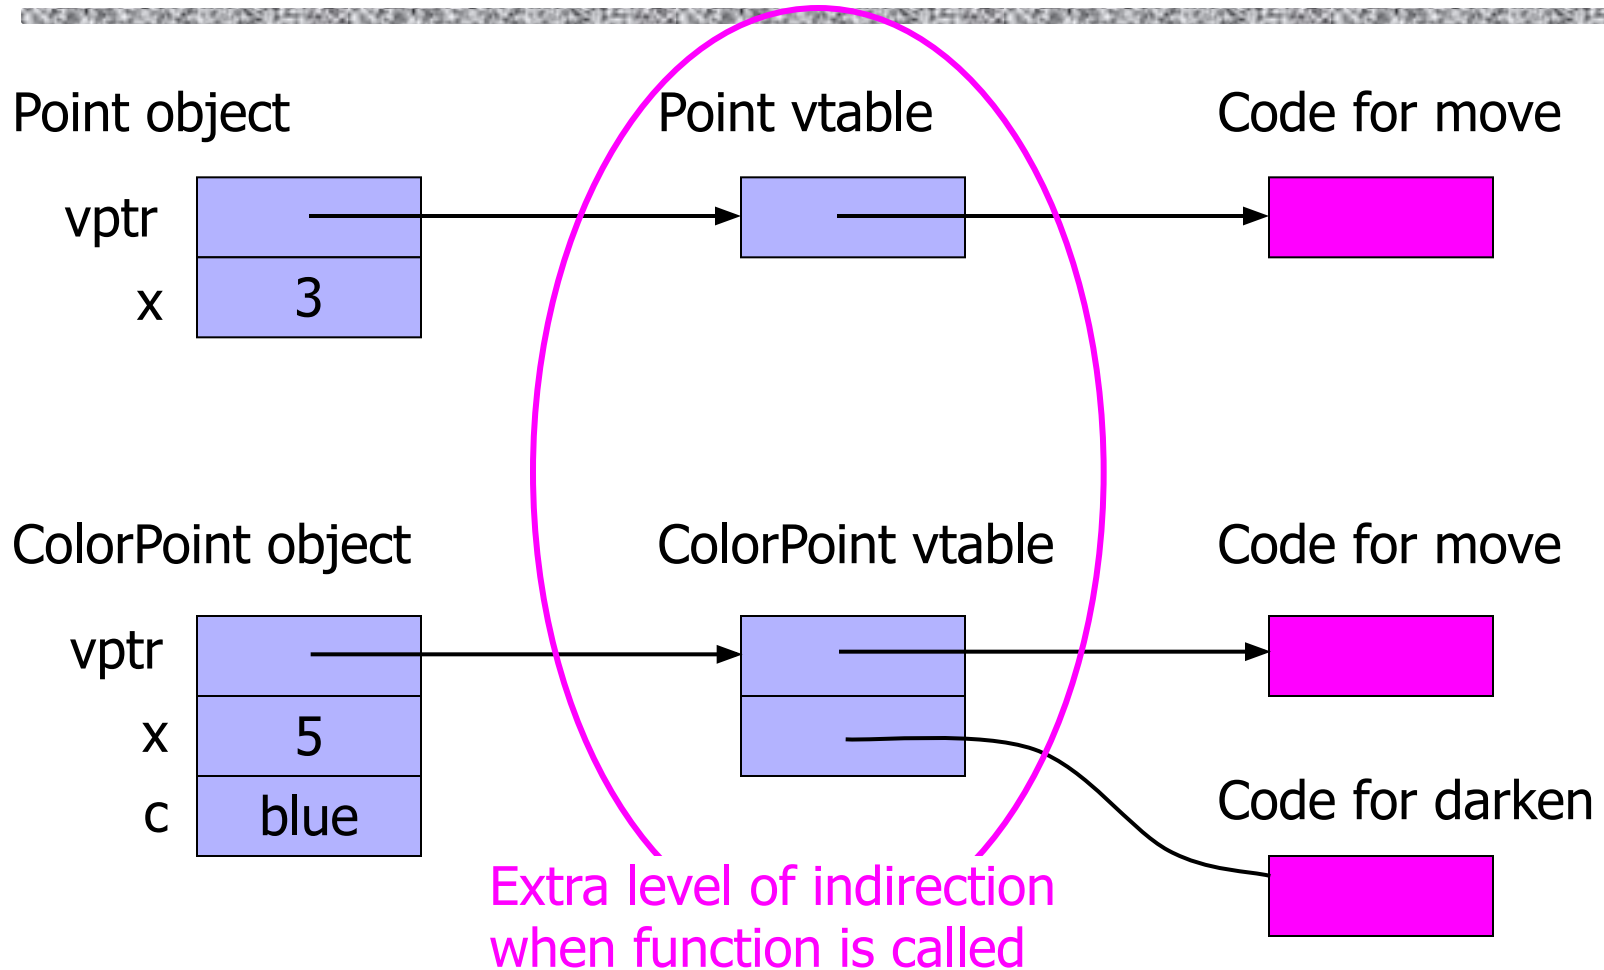 Point object
Point vtable
Code for move
vptr
x
3
ColorPoint object
ColorPoint vtable
Code for move
vptr
x
5
c
blue
Code for darken
Extra level of indirection
when function is called